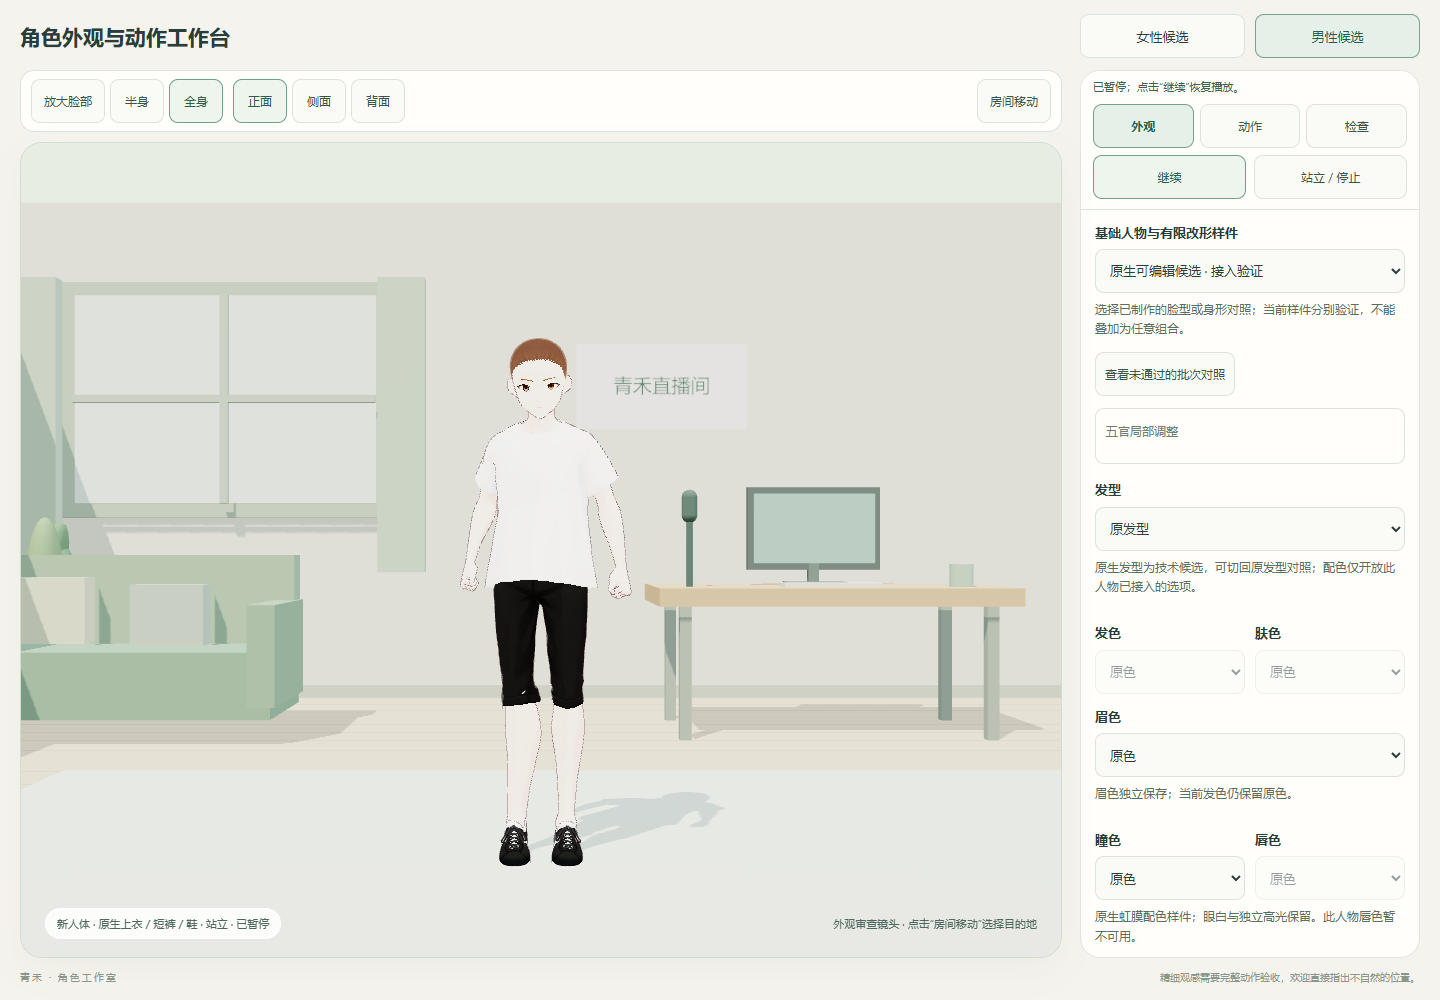 角色外观与动作工作台
女性候选
男性候选
放大脸部
半身
全身
正面
侧面
背面
房间移动
已暂停；点击“继续”恢复播放。
外观
动作
检查
继续
站立 / 停止
基础人物与有限改形样件
原生可编辑候选 · 接入验证
选择已制作的脸型或身形对照；当前样件分别验证，不能
叠加为任意组合。
查看未通过的批次对照
五官局部调整
发型
原发型
原生发型为技术候选，可切回原发型对照；配色仅开放此
人物已接入的选项。
发色
肤色
原色
原色
眉色
原色
眉色独立保存；当前发色仍保留原色。
瞳色
唇色
原色
原色
原生虹膜配色样件；眼白与独立高光保留。此人物唇色暂
不可用。
青禾直播间
新人体 · 原生上衣 / 短裤 / 鞋 · 站立 · 已暂停
外观审查镜头 · 点击“房间移动”选择目的地
青禾 · 角色工作室
精细观感需要完整动作验收，欢迎直接指出不自然的位置。